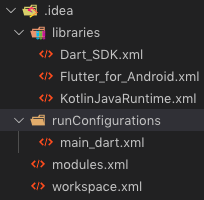 .idea
libraries
Dart_SDK.xml
Flutter_for_Android.xml
KotlinJavaRuntime.xml
runConfigurations
main_dart.xml
modules.xml
workspace.xml